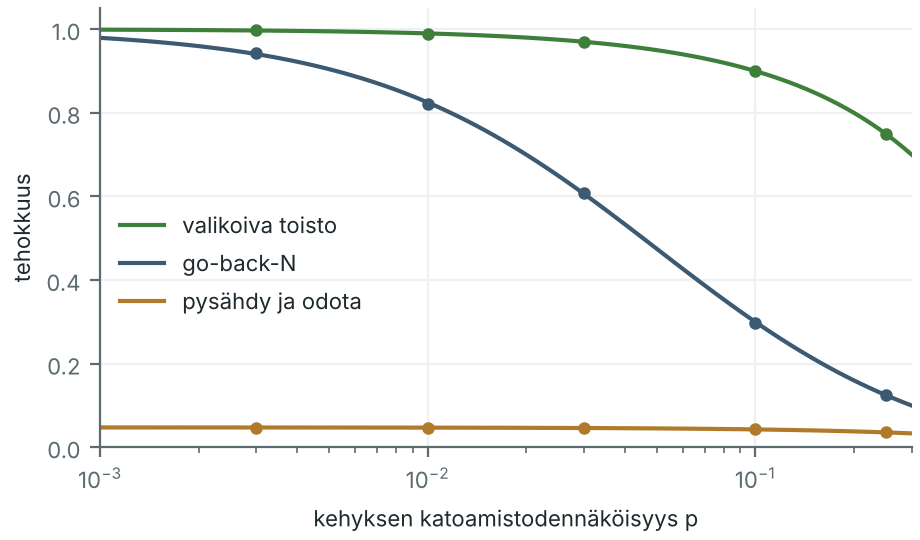 1.0
0.8
0.6
0.4
0.2
0.0
tehokkuus
valikoiva toisto
go-back-N
pysähdy ja odota
10⁻³
10⁻²
10⁻¹
kehyksen katoamistodennäköisyys p